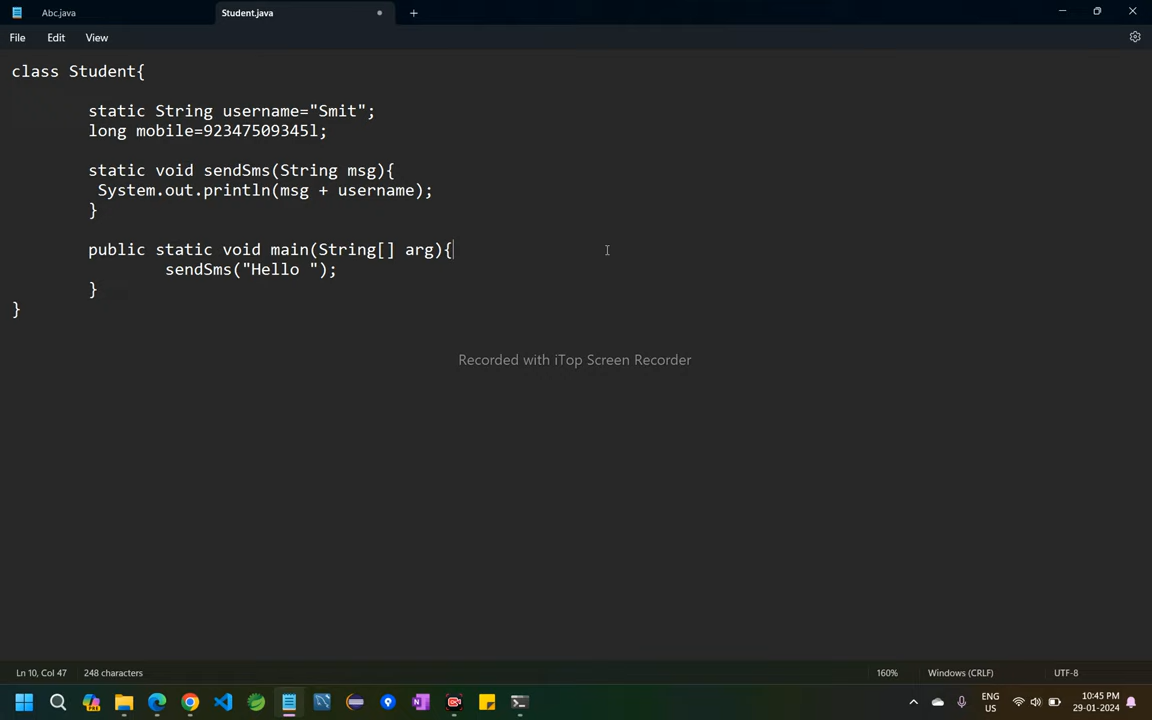 Abc.java
Student.java
File Edit View
class Student{
static String username="Smit";
long mobile=92347509345l;
static void sendSms(String msg){
System.out.println(msg + username);
}
public static void main(String[] arg){
sendSms("Hello ");
}
}
Recorded with iTop Screen Recorder
Ln 10, Col 47 248 characters 160% Windows (CRLF) UTF-8
ENG 10:45 PM
US 29-01-2024